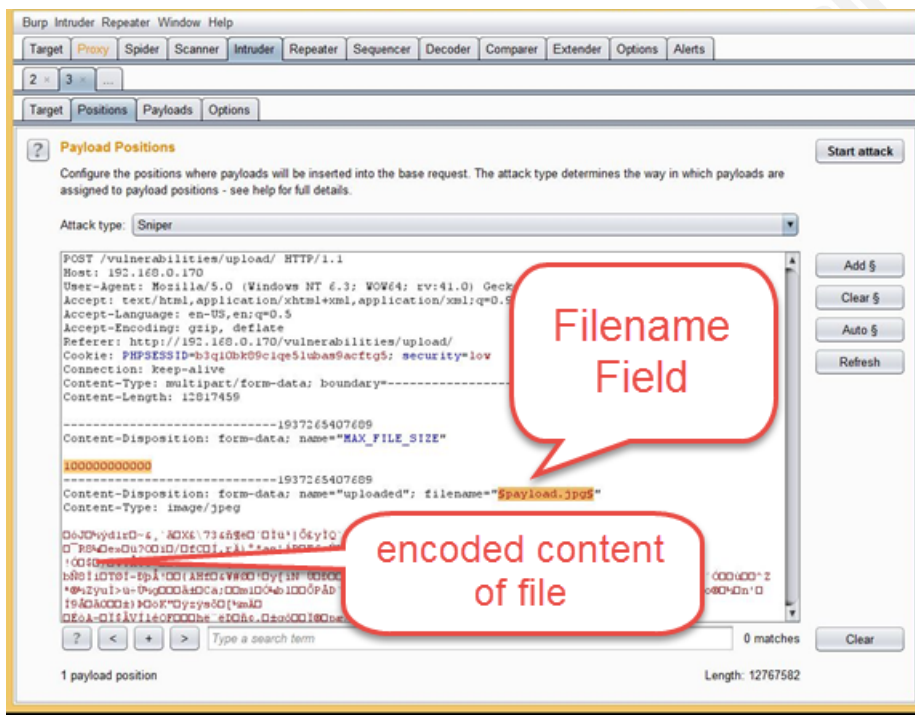 Burp Intruder Repeater Window Help
Target Proxy Spider Scanner Intruder Repeater Sequencer Decoder Comparer Extender Options Alerts
2 × 3 × ...
Target Positions Payloads Options
? Payload Positions
Start attack
Configure the positions where payloads will be inserted into the base request. The attack type determines the way in which payloads are
assigned to payload positions - see help for full details.
Attack type: Sniper
POST /vulnerabilities/upload/ HTTP/1.1
Host: 192.168.0.170
User-Agent: Mozilla/5.0 (Windows NT 6.3; WOW64; rv:41.0) Geck
Accept: text/html,application/xhtml+xml,application/xml;q=0.9
Accept-Language: en-US,en;q=0.5
Accept-Encoding: gzip, deflate
Referer: http://192.168.0.170/vulnerabilities/upload/
Cookie: security=low
Connection: keep-alive
Content-Type: multipart/form-data; boundary=-------------------
Content-Length: 12817459
-----------------------------1937265407689
Content-Disposition: form-data; name="MAX_FILE_SIZE"
100000000000
-----------------------------1937265407689
Content-Disposition: form-data; name="uploaded"; filename="§payload.jpg§"
Content-Type: image/jpeg
Filename
Field
encoded content
of file
Add §
Clear §
Auto §
Refresh
? < + > Type a search term 0 matches Clear
1 payload position Length: 12767582